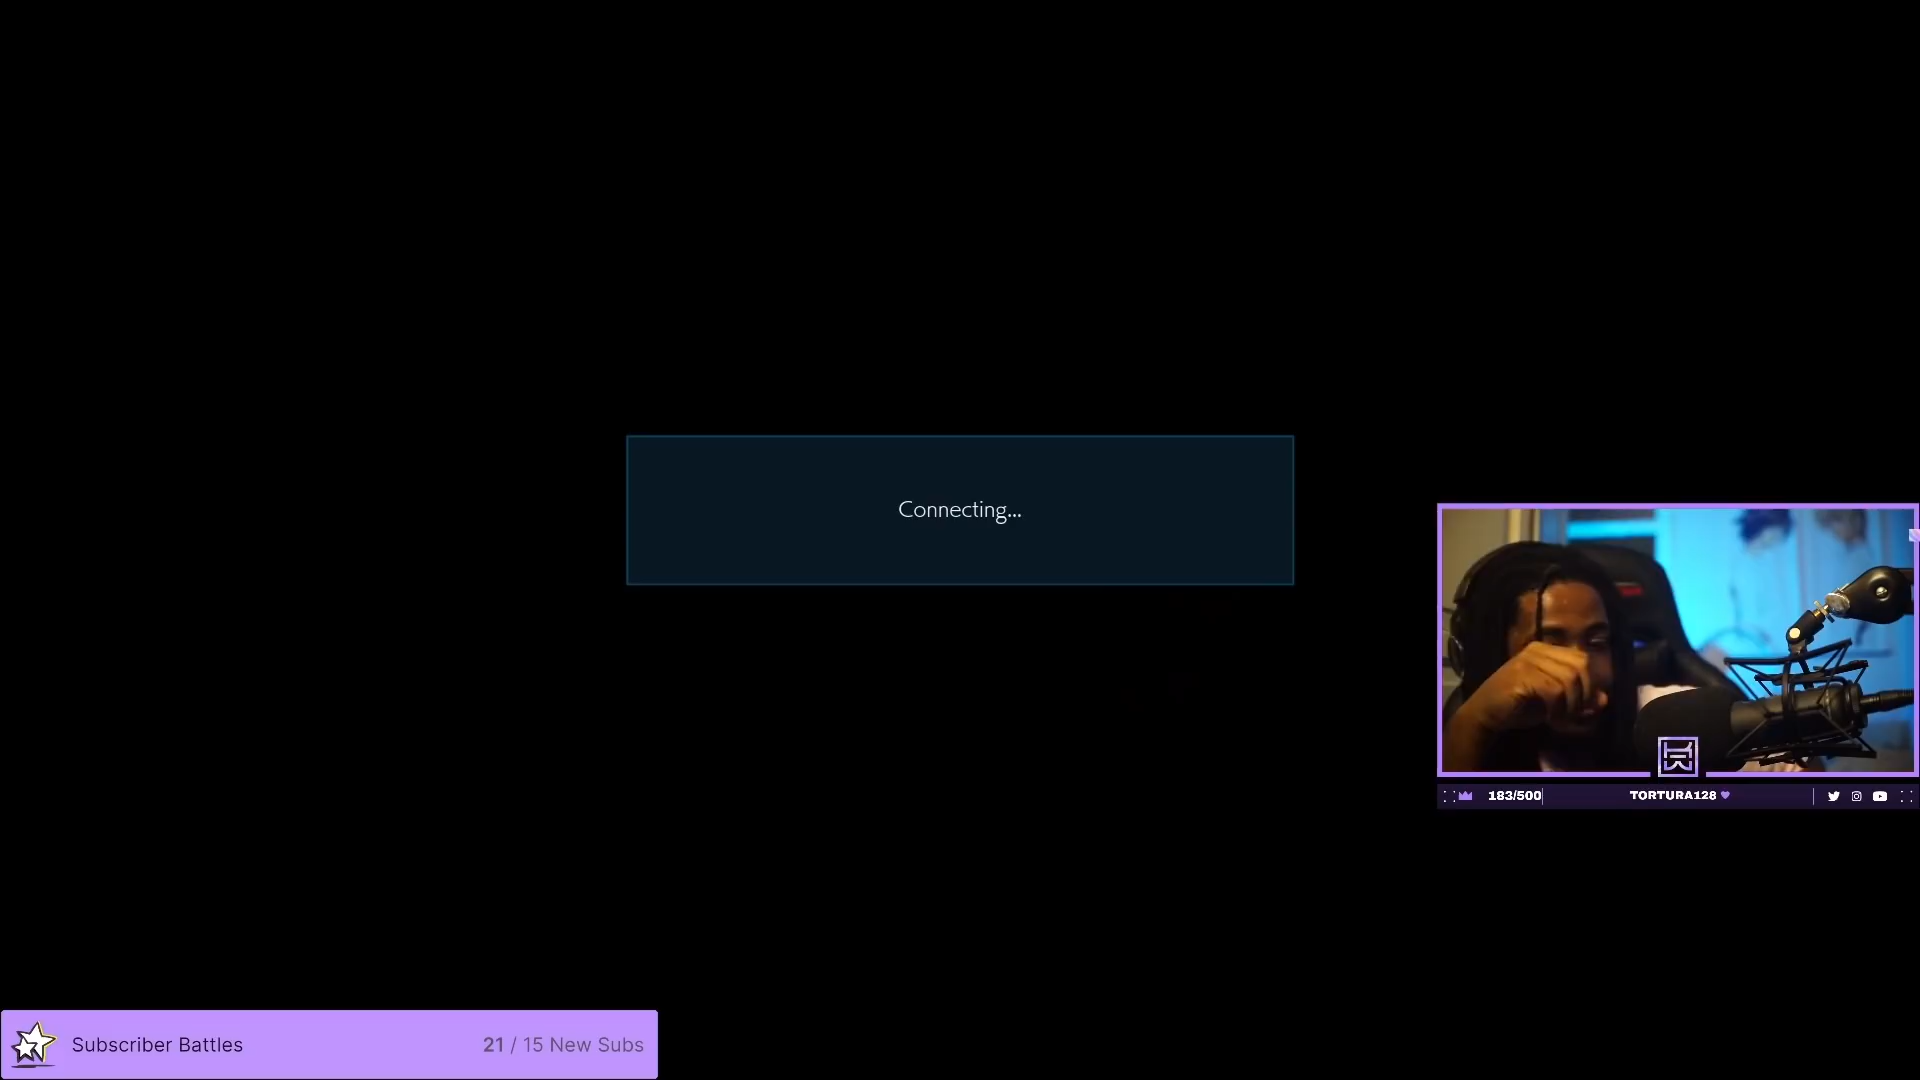 Connecting...
183/500
TORTURA128
Subscriber Battles
21 / 15 New Subs